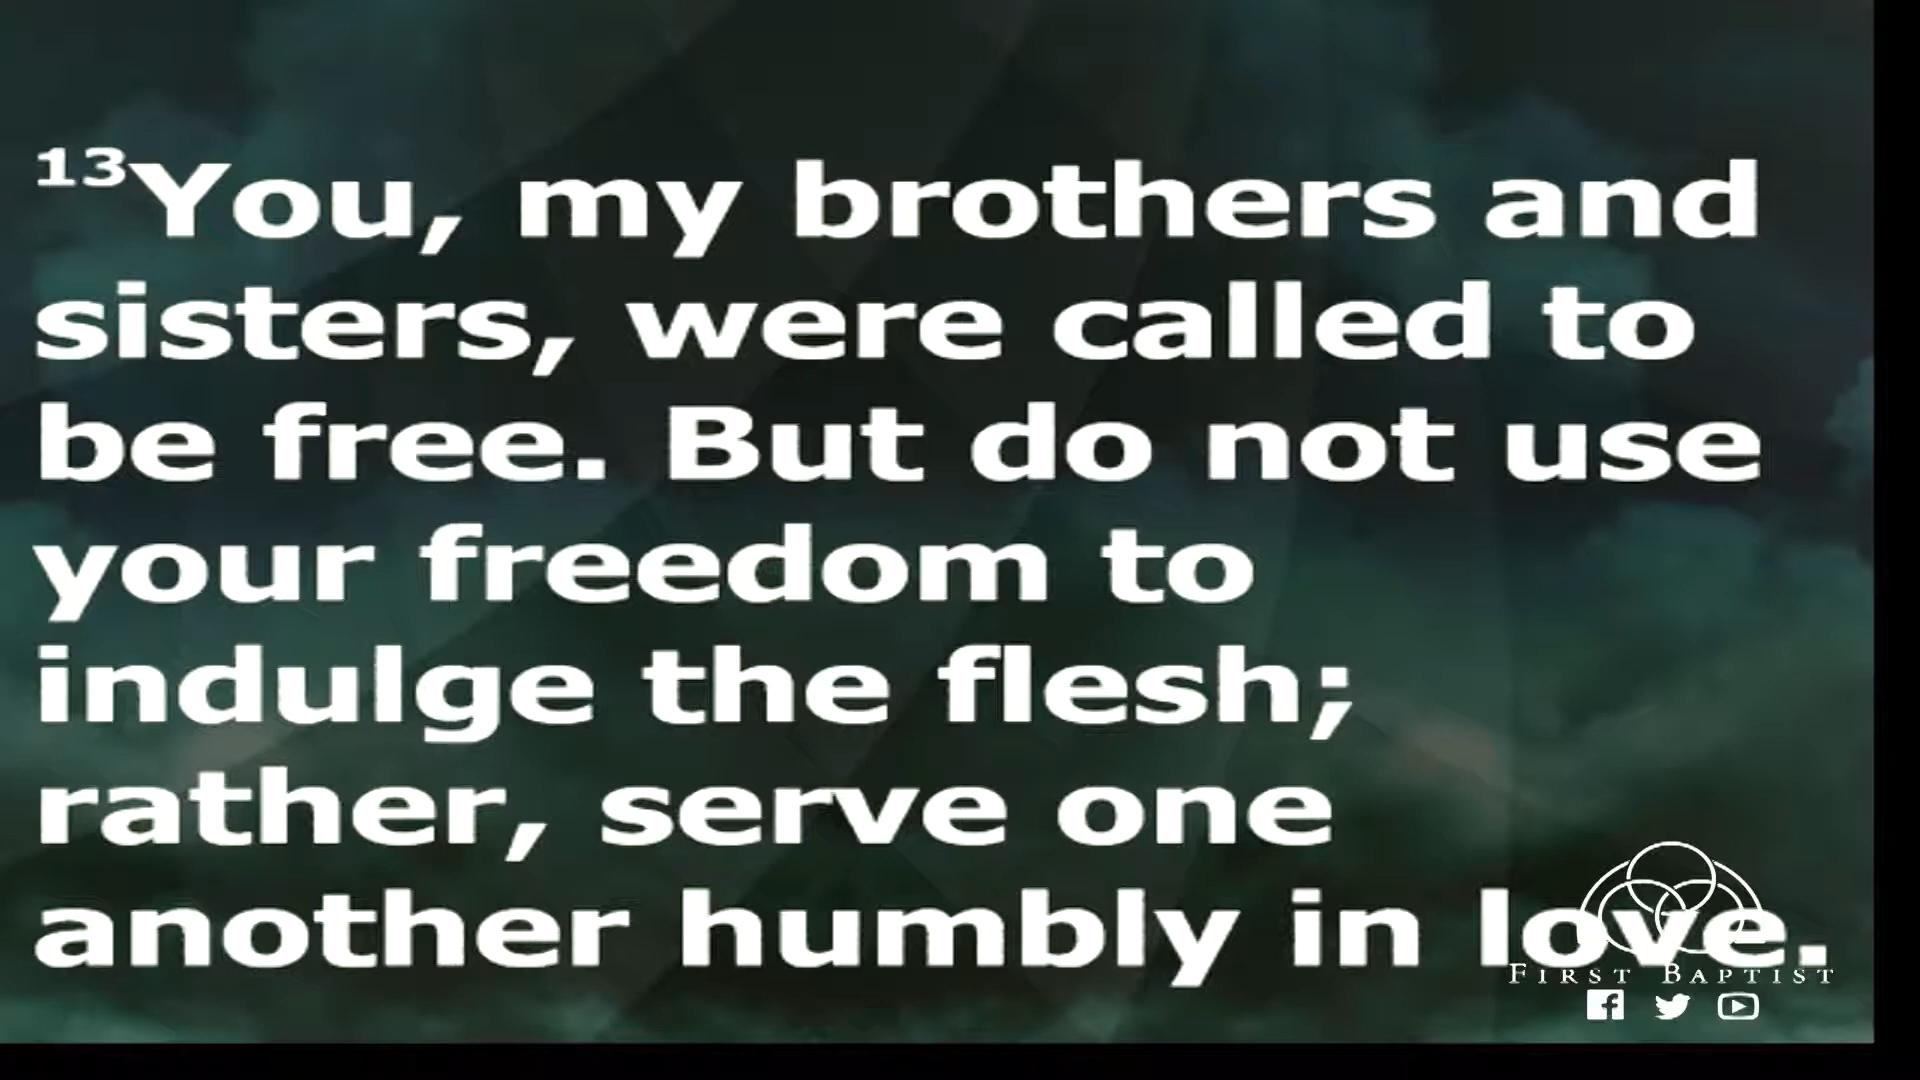 ¹³You, my brothers and
sisters, were called to
be free. But do not use
your freedom to
indulge the flesh;
rather, serve one
another humbly in love.
FIRST BAPTIST